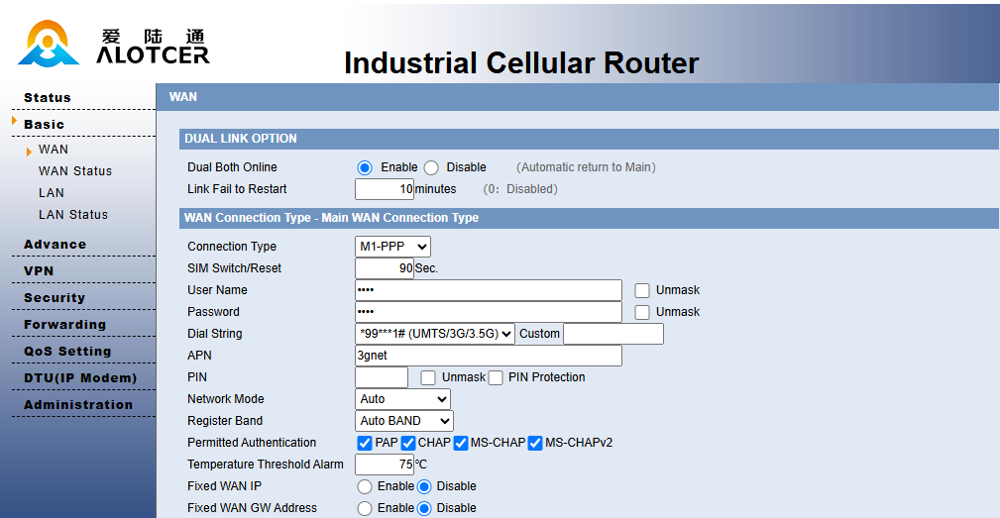 爱陆通
ALOTCER
Industrial Cellular Router
Status
Basic
WAN
WAN Status
LAN
LAN Status
Advance
VPN
Security
Forwarding
QoS Setting
DTU(IP Modem)
Administration
WAN
DUAL LINK OPTION
Dual Both Online Enable Disable (Automatic return to Main)
Link Fail to Restart 10 minutes (0: Disabled)
WAN Connection Type - Main WAN Connection Type
Connection Type M1-PPP
SIM Switch/Reset 90 Sec.
User Name •••• Unmask
Password •••• Unmask
Dial String *99***1# (UMTS/3G/3.5G) Custom
APN 3gnet
PIN Unmask PIN Protection
Network Mode Auto
Register Band Auto BAND
Permitted Authentication PAP CHAP MS-CHAP MS-CHAPv2
Temperature Threshold Alarm 75 ℃
Fixed WAN IP Enable Disable
Fixed WAN GW Address Enable Disable